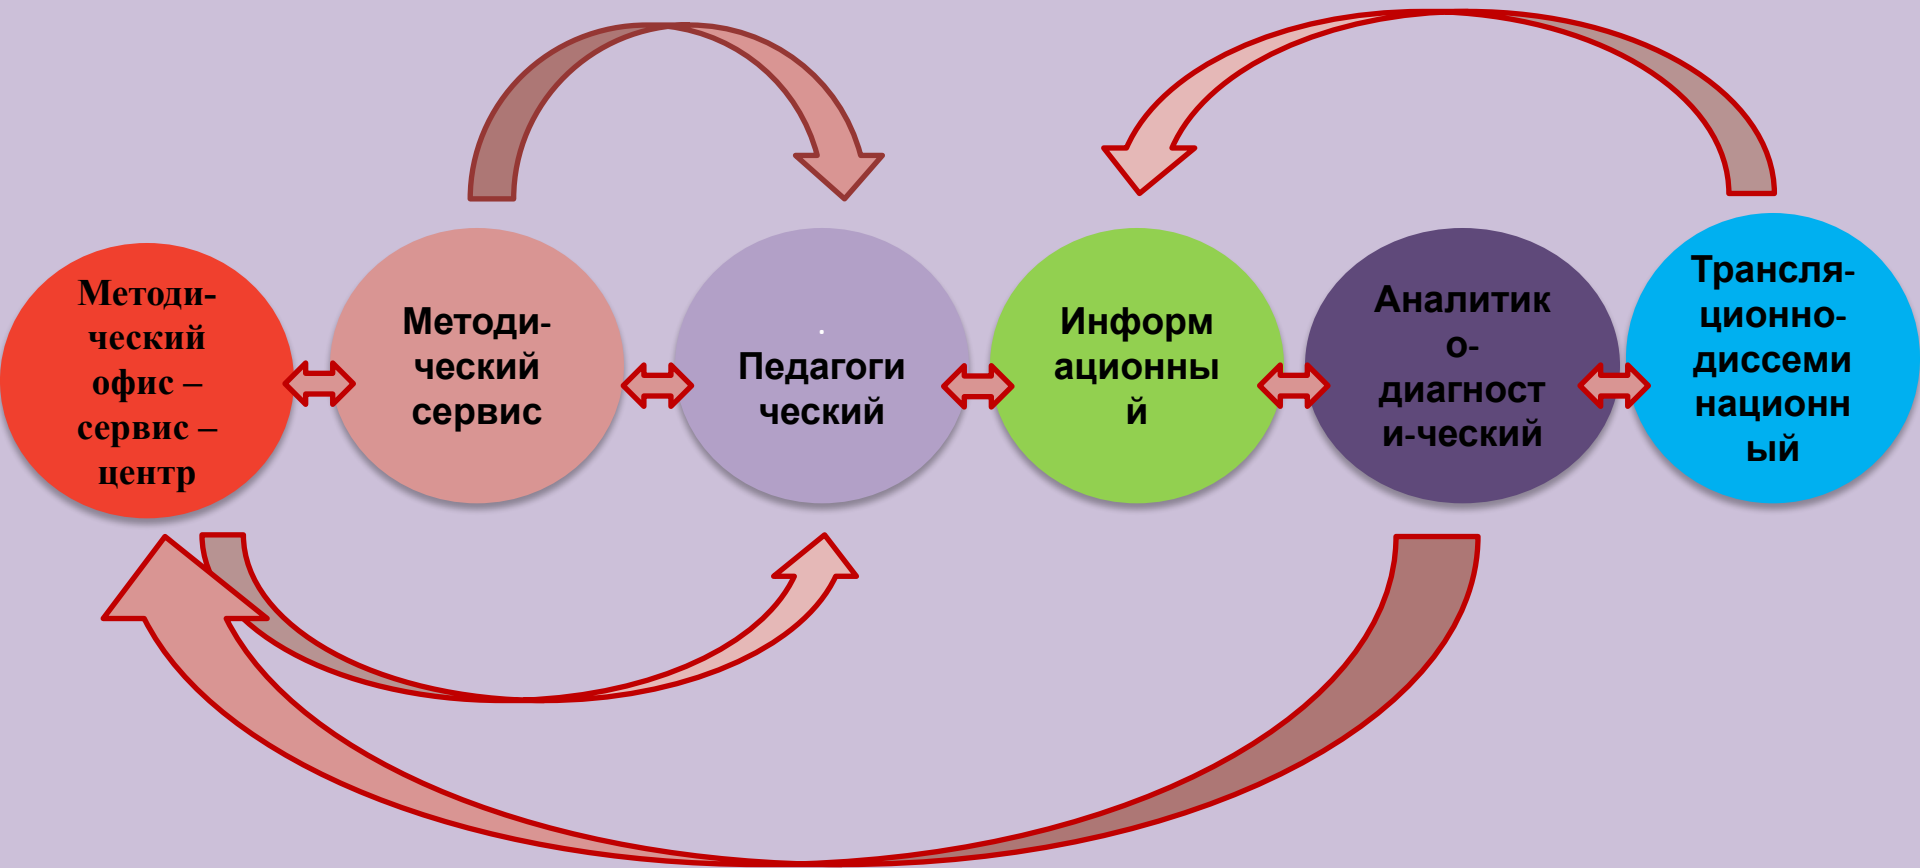 Методи-
ческий
офис –
сервис –
центр
Методи-
ческий
сервис
.
Педагоги
ческий
Информ
ационны
й
Аналитик
о-
диагност
и-ческий
Трансля-
ционно-
диссеми
национн
ый